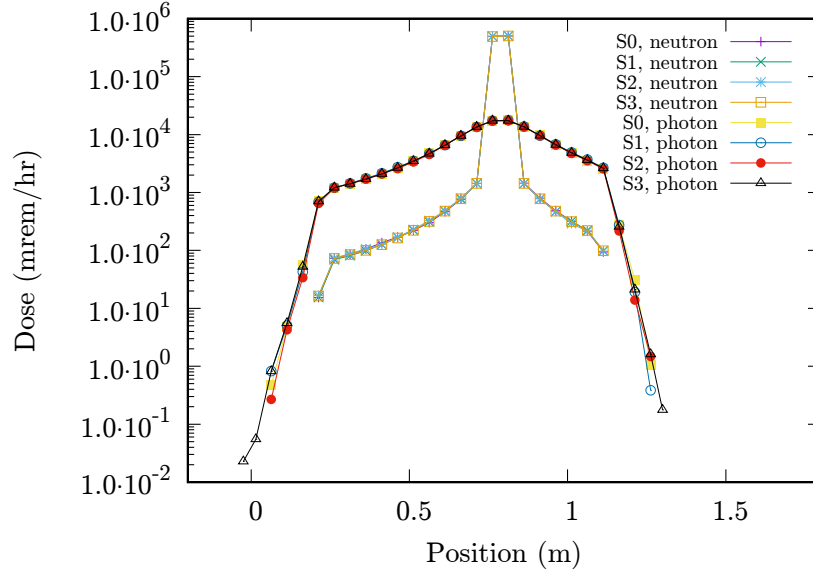 1.0·10^6
1.0·10^5
1.0·10^4
1.0·10^3
1.0·10^2
1.0·10^1
1.0·10^0
1.0·10^-1
1.0·10^-2
Dose (mrem/hr)
S0, neutron
S1, neutron
S2, neutron
S3, neutron
S0, photon
S1, photon
S2, photon
S3, photon
0 0.5 1 1.5
Position (m)